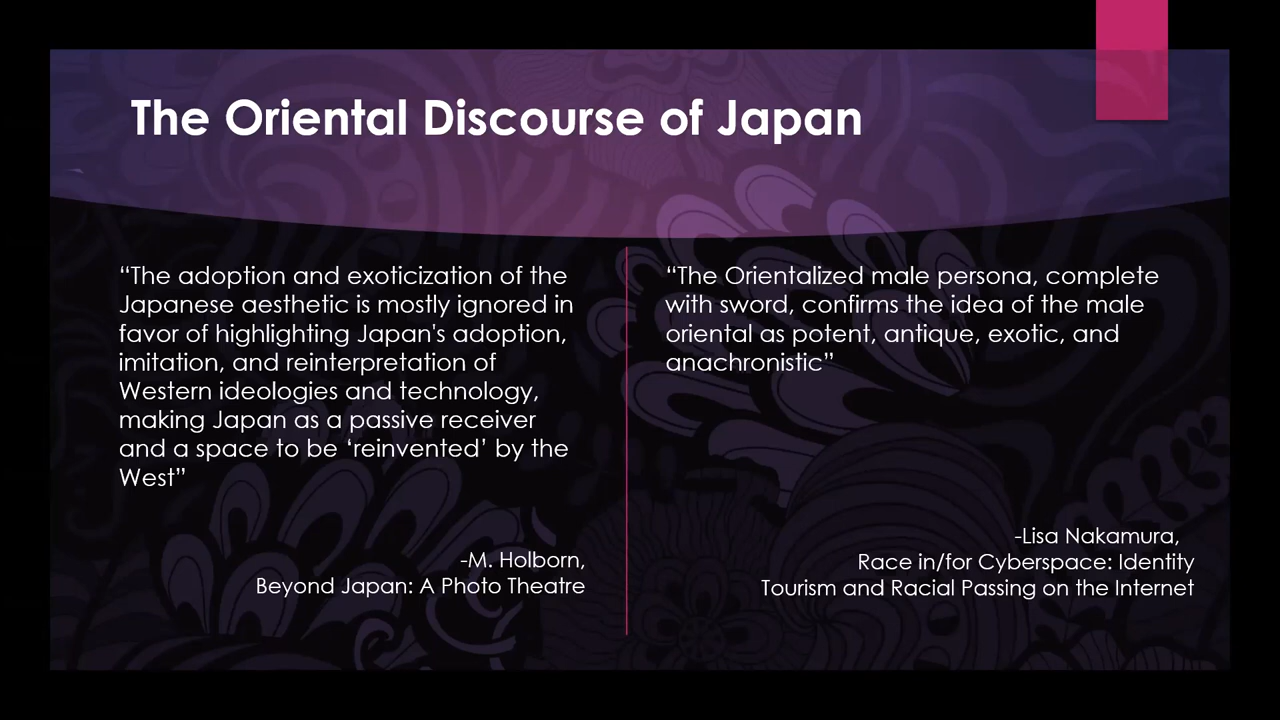 The Oriental Discourse of Japan
“The adoption and exoticization of the
Japanese aesthetic is mostly ignored in
favor of highlighting Japan's adoption,
imitation, and reinterpretation of
Western ideologies and technology,
making Japan as a passive receiver
and a space to be ‘reinvented’ by the
West”
-M. Holborn,
Beyond Japan: A Photo Theatre
“The Orientalized male persona, complete
with sword, confirms the idea of the male
oriental as potent, antique, exotic, and
anachronistic”
-Lisa Nakamura,
Race in/for Cyberspace: Identity
Tourism and Racial Passing on the Internet